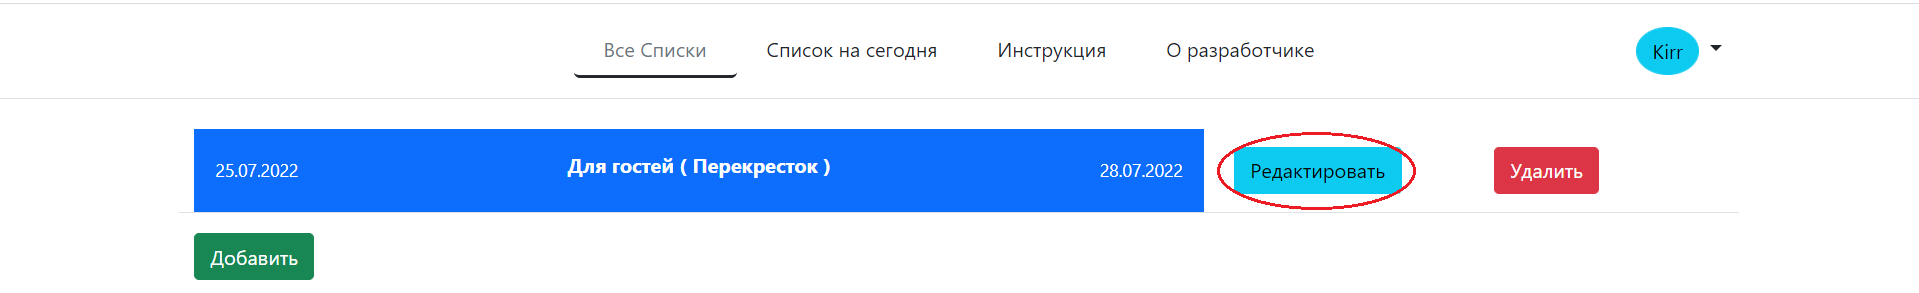 Все Списки Список на сегодня Инструкция О разработчике Kirr
25.07.2022 Для гостей ( Перекресток ) 28.07.2022 Редактировать Удалить
Добавить